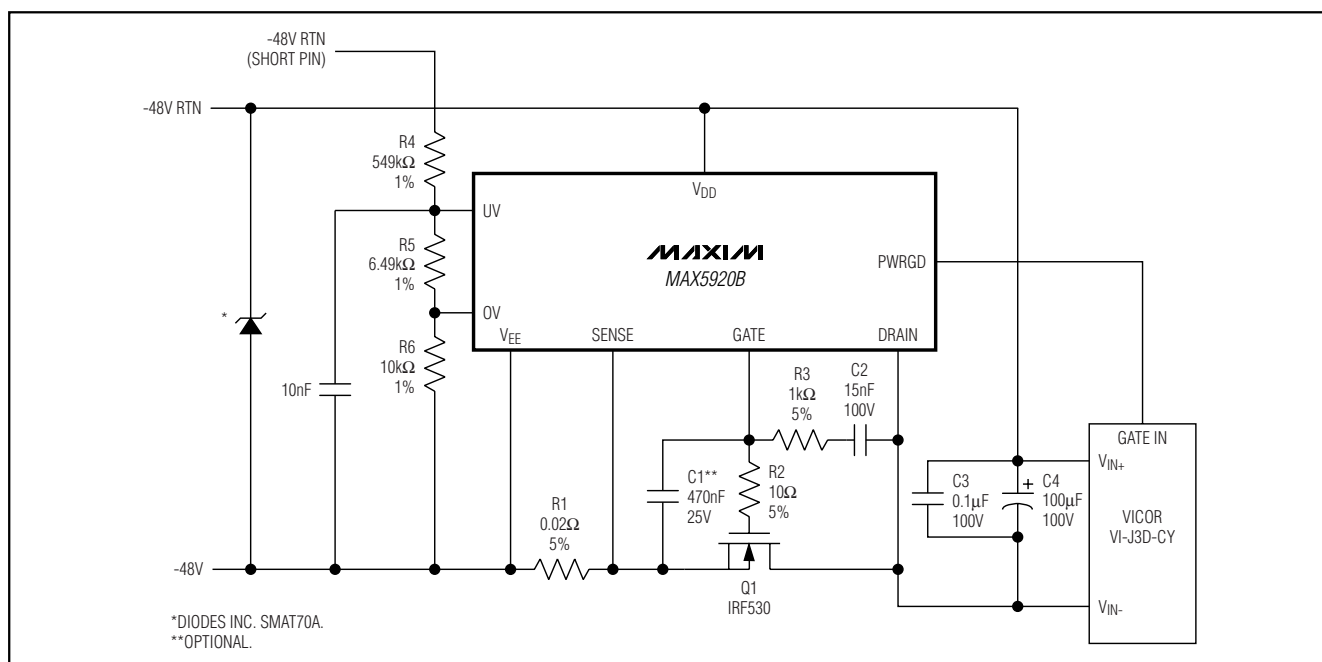 -48V RTN
(SHORT PIN)
-48V RTN
R4
549kΩ
1%
VDD
UV
R5
6.49kΩ
1%
MAXIM
MAX5920B
PWRGD
*
OV
VEE
SENSE
GATE
DRAIN
R6
10kΩ
1%
10nF
R3
1kΩ
5%
C2
15nF
100V
GATE IN
VIN+
C1**
470nF
25V
R2
10Ω
5%
C3
0.1µF
100V
+
C4
100µF
100V
VICOR
VI-J3D-CY
R1
0.02Ω
5%
-48V
Q1
IRF530
VIN-
*DIODES INC. SMAT70A.
**OPTIONAL.